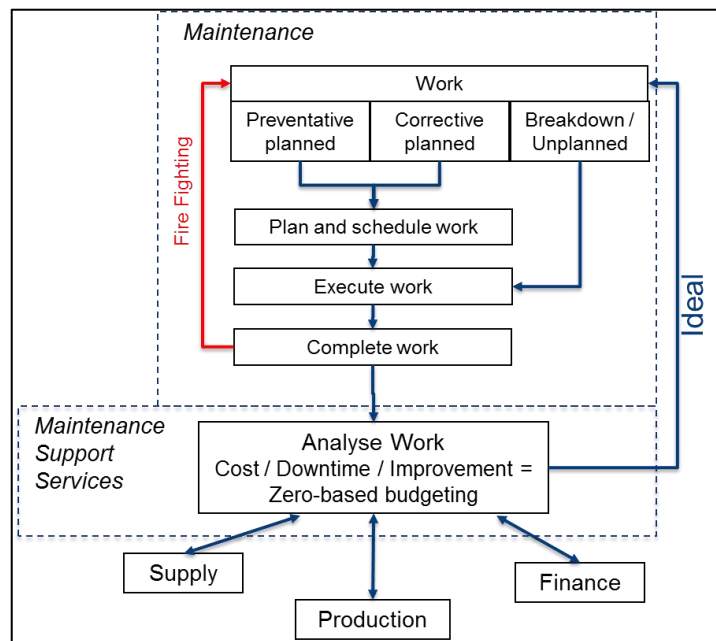 Maintenance
Work
Preventative
planned
Corrective
planned
Breakdown /
Unplanned
Fire Fighting
Plan and schedule work
Execute work
Complete work
Ideal
Maintenance
Support
Services
Analyse Work
Cost / Downtime / Improvement =
Zero-based budgeting
Supply
Production
Finance